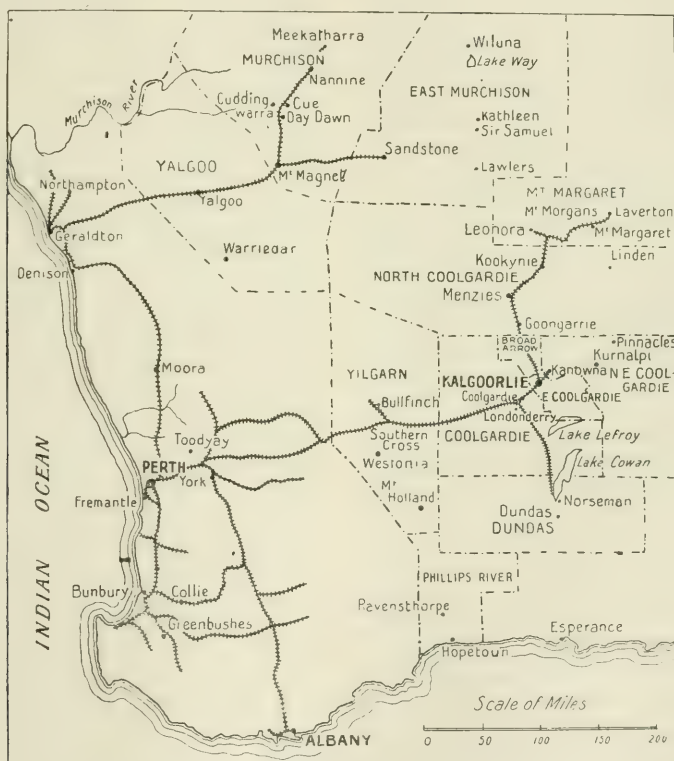 Meekatharra
MURCHISON
Nannine
Murchison River
Cudding
warra
Cue
Day Dawn
Wiluna
Lake Way
EAST MURCHISON
Kathleen
Sir Samuel
Sandstone
Lawlers
YALGOO
Mt. Magnet
Yalgoo
Northampton
Geraldton
Denison
Warriedar
MT MARGARET
Mt Morgans
Laverton
Leonora
Mt Margaret
Linden
Kookynie
NORTH COOLGARDIE
Menzies
Goongarrie
BROAD
ARROW
Pinnacles
Kurnalpi
Kanowna
N E COOL-
GARDIE
KALGOORLIE
E COOLGARDIE
Moora
YILGARN
Bullfinch
Coolgardie
Londonderry
COOLGARDIE
Lake Lefroy
Lake Cowan
Southern
Cross
Westonia
Toodyay
PERTH
York
Fremantle
Mt
Holland
Norseman
Dundas
DUNDAS
INDIAN OCEAN
Bunbury
Collie
Greenbushes
PHILLIPS RIVER
Ravensthorpe
Esperance
Hopetoun
ALBANY
Scale of Miles
0 50 100 150 200